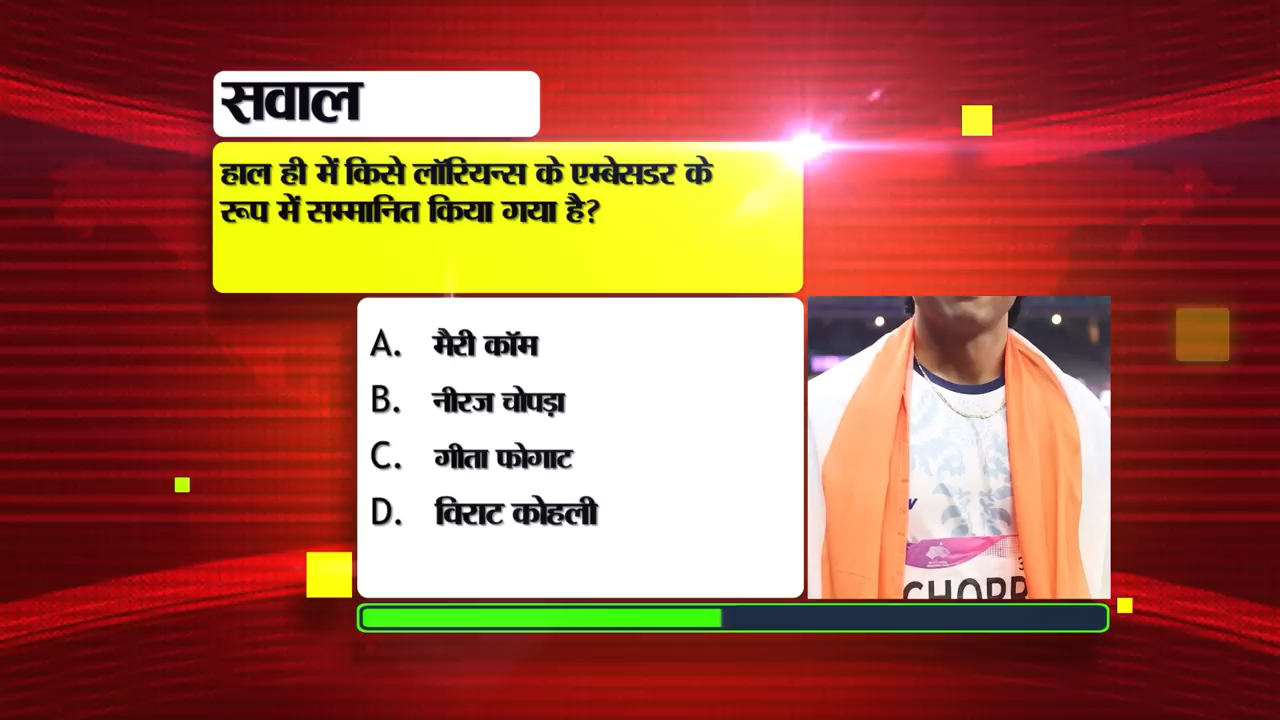 सवाल
हाल ही में किसे लॉरियन्स के एम्बेसडर के
रूप में सम्मानित किया गया है?
A. मैरी कॉम
B. नीरज चोपड़ा
C. गीता फोगाट
D. विराट कोहली
CHOPR